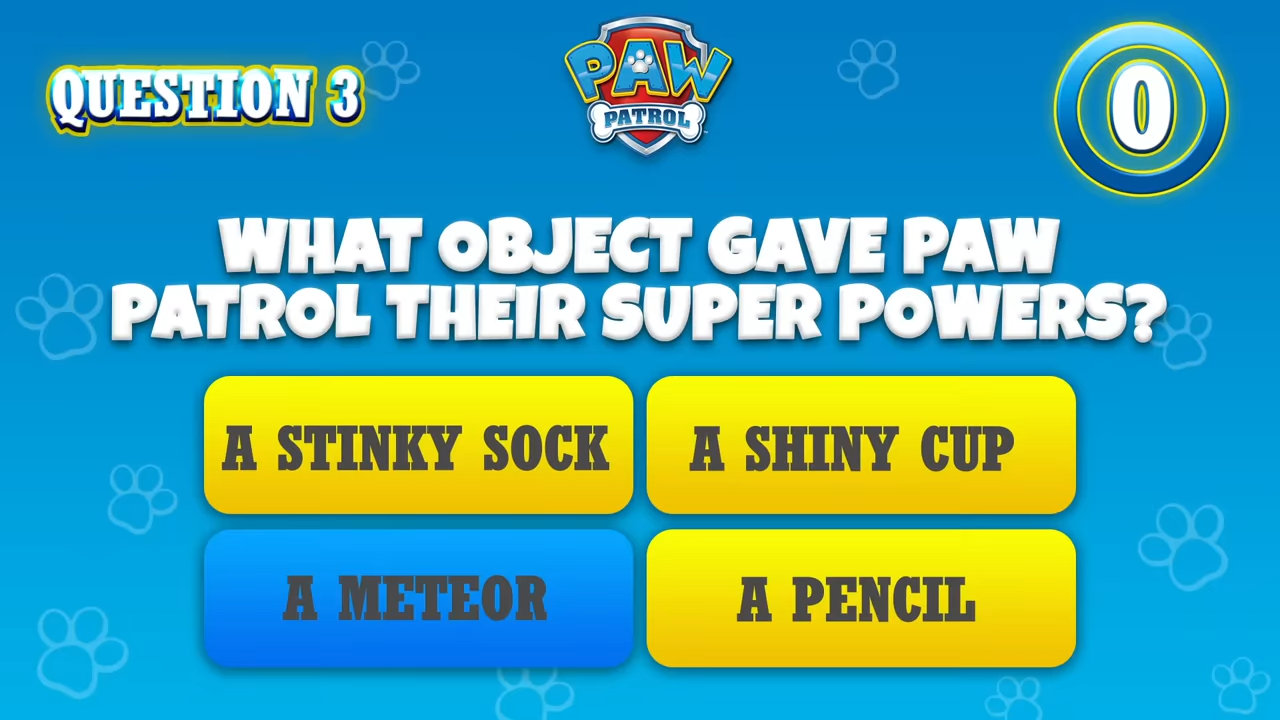 QUESTION 3
PAW
PATROL
0
WHAT OBJECT GAVE PAW
PATROL THEIR SUPER POWERS?
A STINKY SOCK
A SHINY CUP
A METEOR
A PENCIL